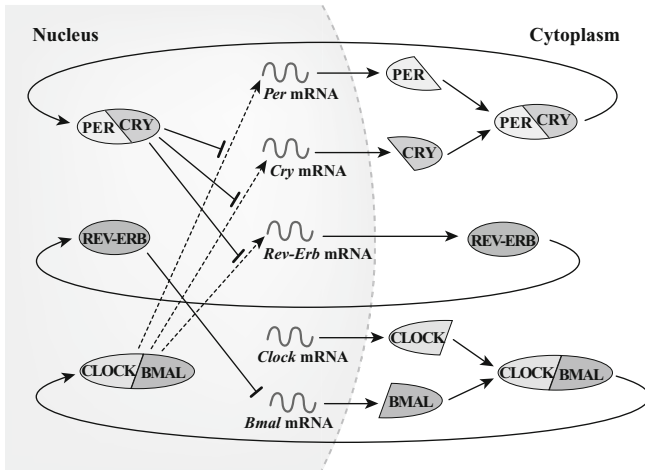 Nucleus
Cytoplasm
Per mRNA
PER
PER CRY
PER CRY
Cry mRNA
CRY
REV-ERB
Rev-Erb mRNA
REV-ERB
Clock mRNA
CLOCK
CLOCK BMAL
CLOCK BMAL
Bmal mRNA
BMAL